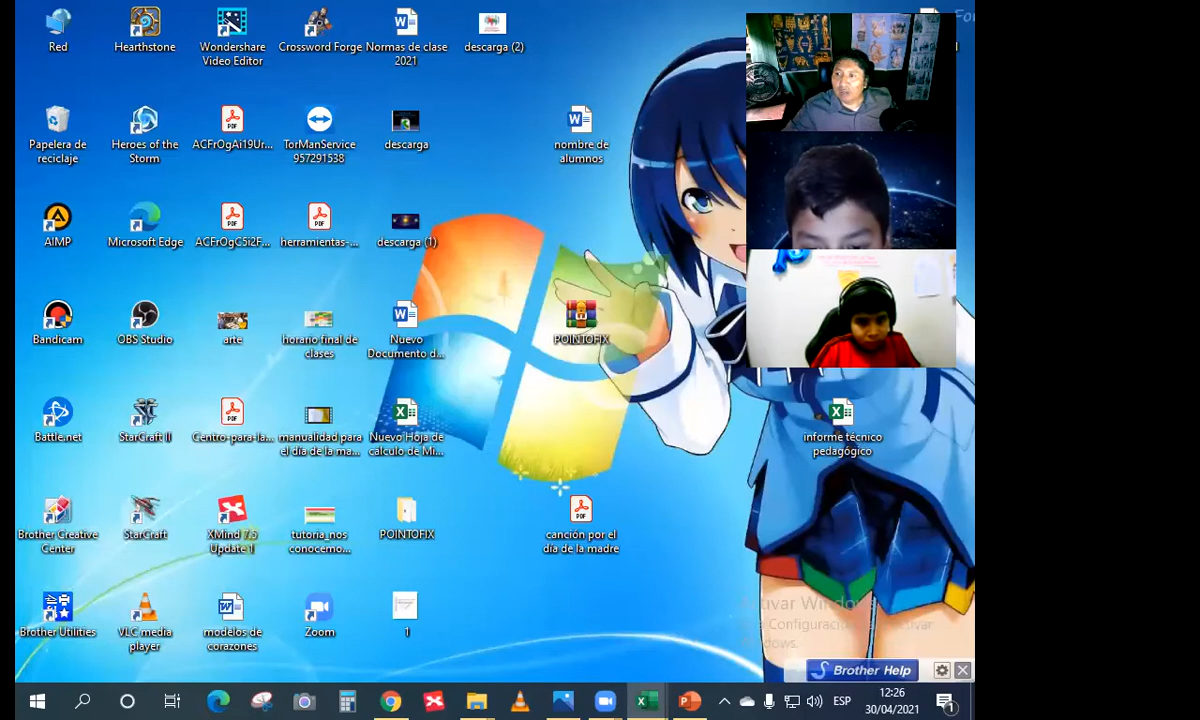 Red
Hearthstone
Wondershare
Video Editor
Crossword Forge
Normas de clase
2021
descarga (2)
Papelera de
reciclaje
Heroes of the
Storm
ACFrOgAi19Ur...
TorManService
957291538
descarga
nombre de
alumnos
AIMP
Microsoft Edge
ACFrOgC5i2F...
herramientas-...
descarga (1)
Bandicam
OBS Studio
arte
horario final de
clases
Nuevo
Documento d...
POINTOFIX
Battle.net
StarCraft II
Centro-para-la...
manualidad para
el dia de la ma...
Nuevo Hoja de
cálculo de Mi...
informe técnico
pedagógico
Brother Creative
Center
StarCraft
XMind 7.5
Update 1
tutoria_nos
conocemo...
POINTOFIX
canción por el
día de la madre
Brother Utilities
VLC media
player
modelos de
corazones
Zoom
1
Brother Help
ESP
12:26
30/04/2021
1